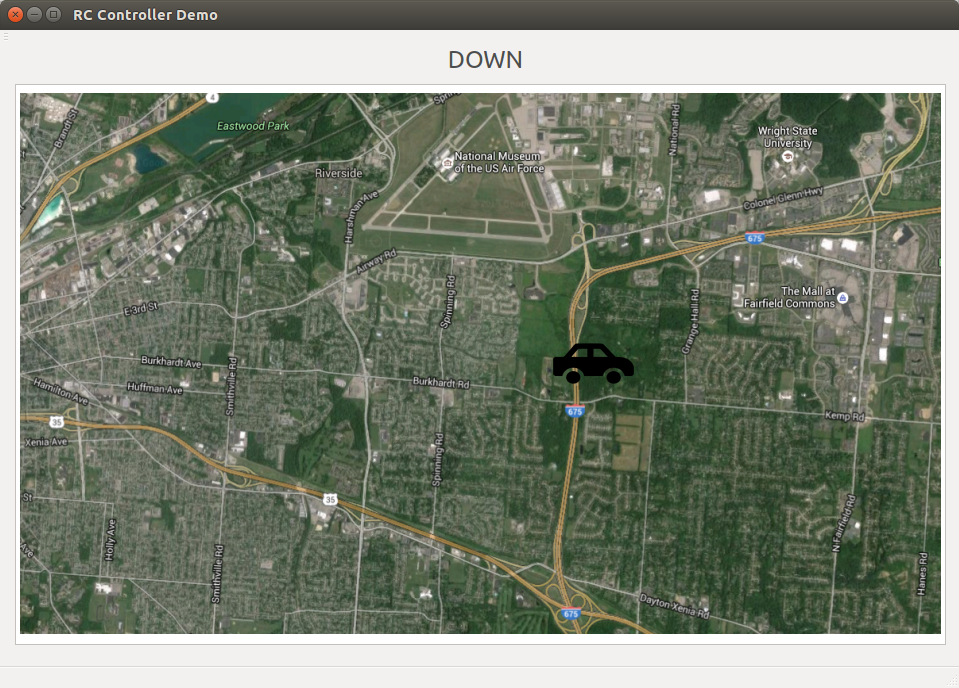 RC Controller Demo
DOWN
4
Brandt St
Eastwood Park
National Rd
Wright State
University
National Museum
of the US Air Force
Riverside
Harshman Ave
Colonel Glenn Hwy
675
Airway Rd
Spinning Rd
The Mall at
Fairfield Commons
E 3rd St
Grange Hall Rd
Burkhardt Ave
Smithville Rd
Huffman Ave
Burkhardt Rd
Hamilton Ave
675
Kemp Rd
35
Xenia Ave
Spinning Rd
St
35
N Fairfield Rd
Holly Ave
Ave
Smithville Rd
Hanes Rd
Dayton Xenia Rd
675